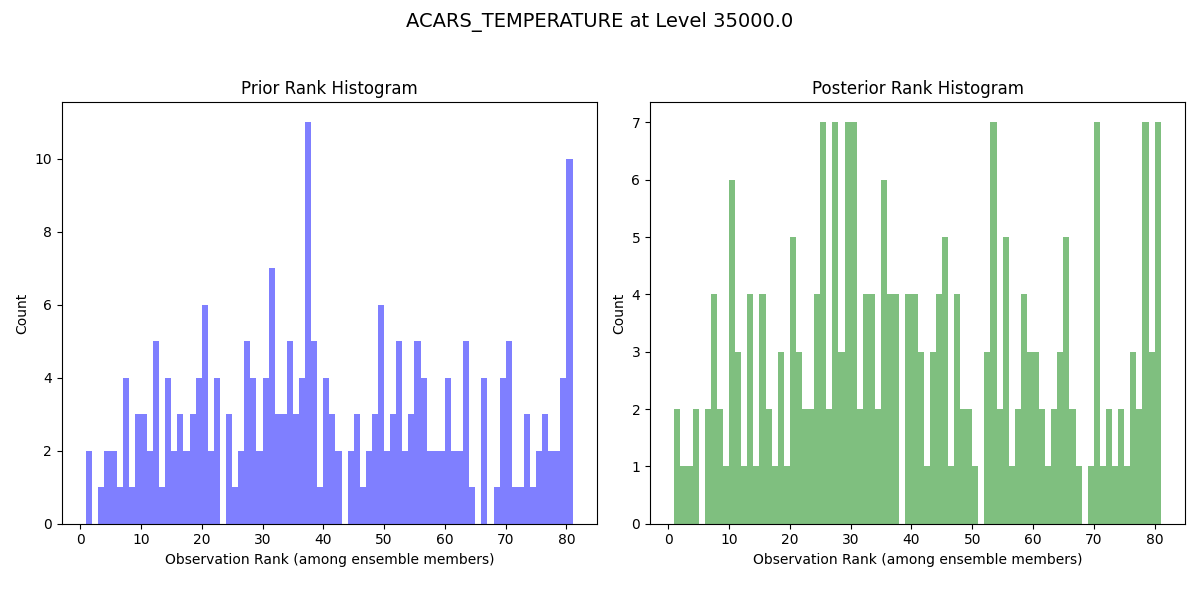 ACARS_TEMPERATURE at Level 35000.0
Prior Rank Histogram
Count
10
8
6
4
2
0
0 10 20 30 40 50 60 70 80
Observation Rank (among ensemble members)
Posterior Rank Histogram
Count
7
6
5
4
3
2
1
0
0 10 20 30 40 50 60 70 80
Observation Rank (among ensemble members)